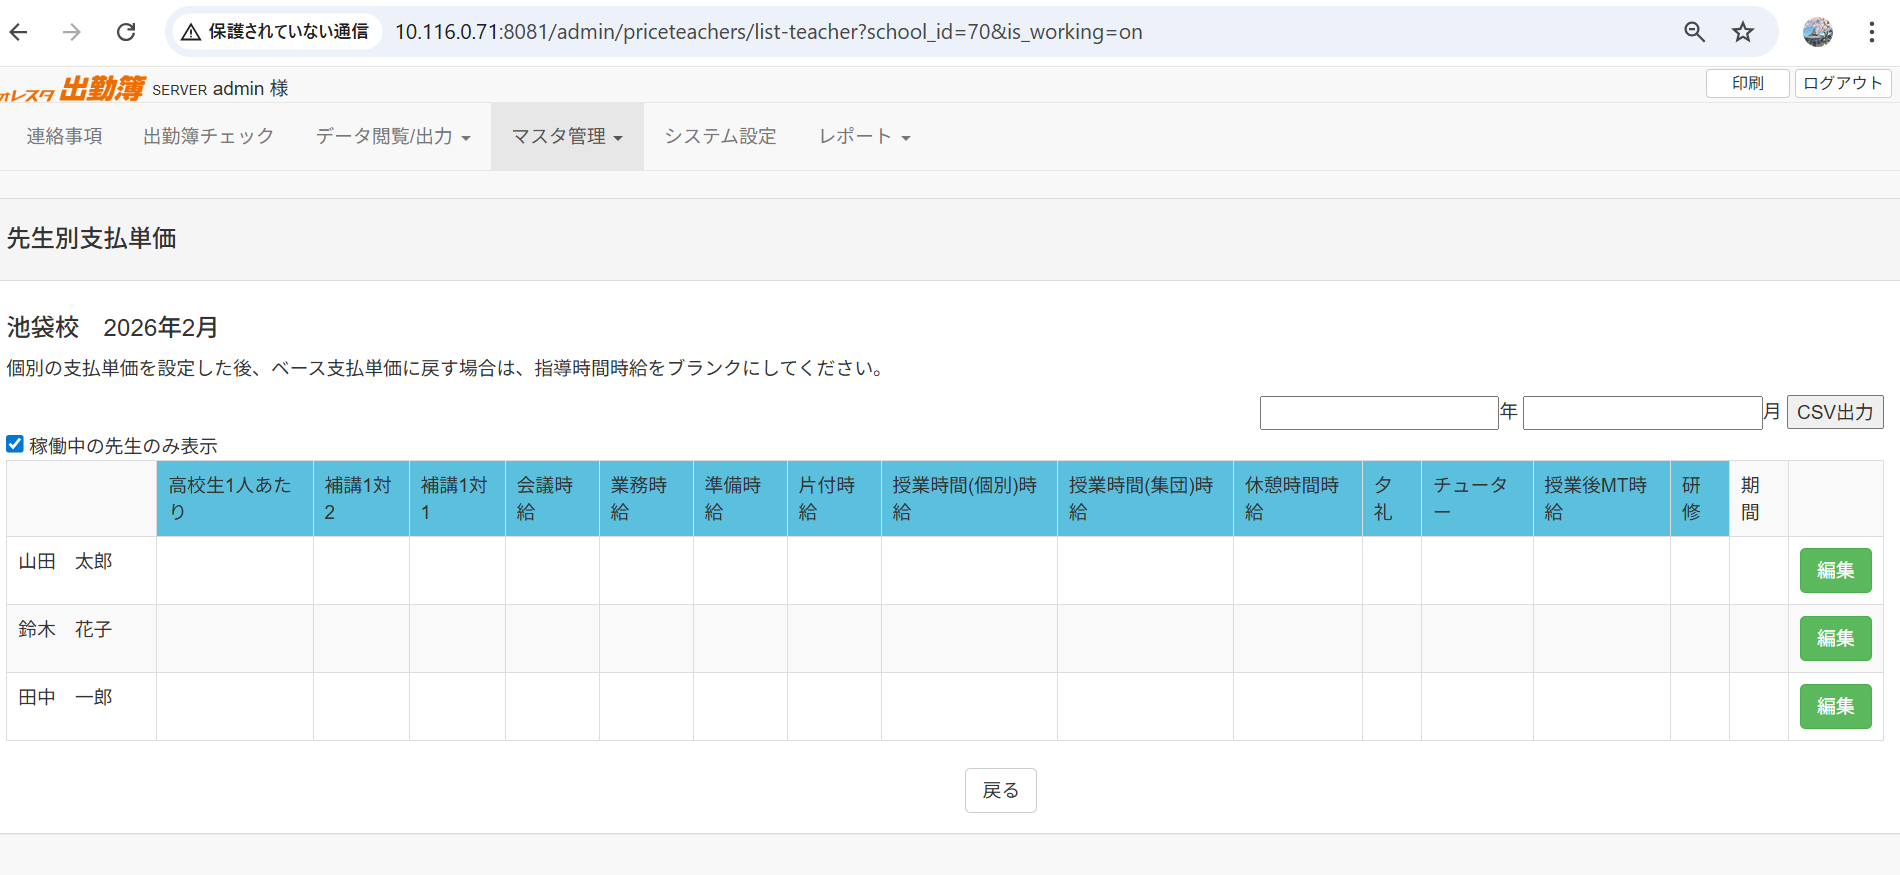 保護されていない通信 10.116.0.71:8081/admin/priceteachers/list-teacher?school_id=70&is_working=on
オレスタ 出勤簿 SERVER admin 様 印刷 ログアウト
連絡事項 出勤簿チェック データ閲覧/出力 マスタ管理 システム設定 レポート
先生別支払単価
池袋校　2026年2月
個別の支払単価を設定した後、ベース支払単価に戻す場合は、指導時間時給をブランクにしてください。
年 月 CSV出力
稼働中の先生のみ表示
高校生1人あたり 補講1対2 補講1対1 会議時給 業務時給 準備時給 片付時給 授業時間(個別)時給 授業時間(集団)時給 休憩時間時給 夕礼 チューター 授業後MT時給 研修 期間
山田　太郎 編集
鈴木　花子 編集
田中　一郎 編集
戻る